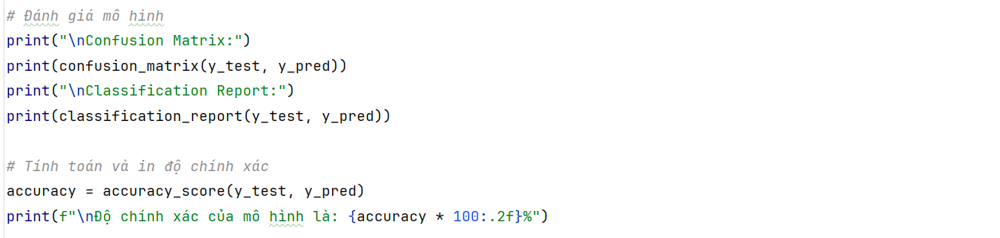 # Đánh giá mô hình
print("\nConfusion Matrix:")
print(confusion_matrix(y_test, y_pred))
print("\nClassification Report:")
print(classification_report(y_test, y_pred))
# Tính toán và in độ chính xác
accuracy = accuracy_score(y_test, y_pred)
print(f"\nĐộ chính xác của mô hình là: {accuracy * 100:.2f}%")